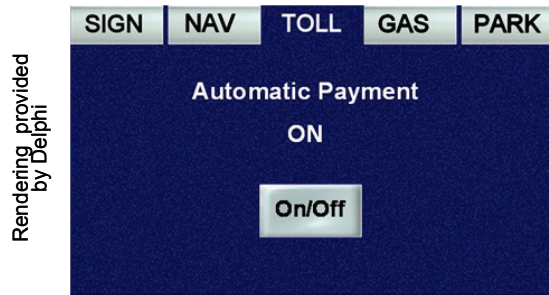 SIGN
NAV
TOLL
GAS
PARK
Automatic Payment
ON
On/Off
Rendering provided
by Delphi